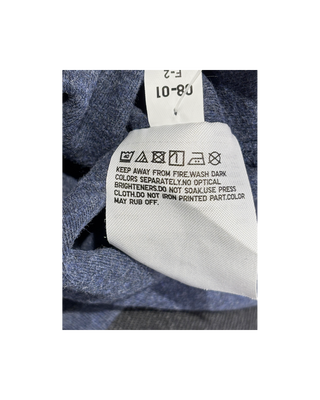 08-01
F-2
KEEP AWAY FROM FIRE,WASH DARK
COLORS SEPARATELY.NO OPTICAL
BRIGHTENERS.DO NOT SOAK.USE PRESS
CLOTH.DO NOT IRON PRINTED PART.COLOR
MAY RUB OFF.